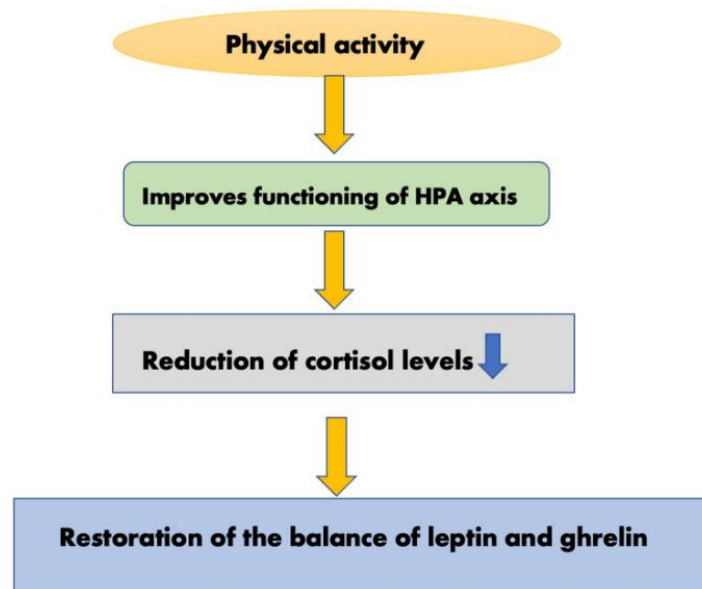 Physical activity
Improves functioning of HPA axis
Reduction of cortisol levels
Restoration of the balance of leptin and ghrelin